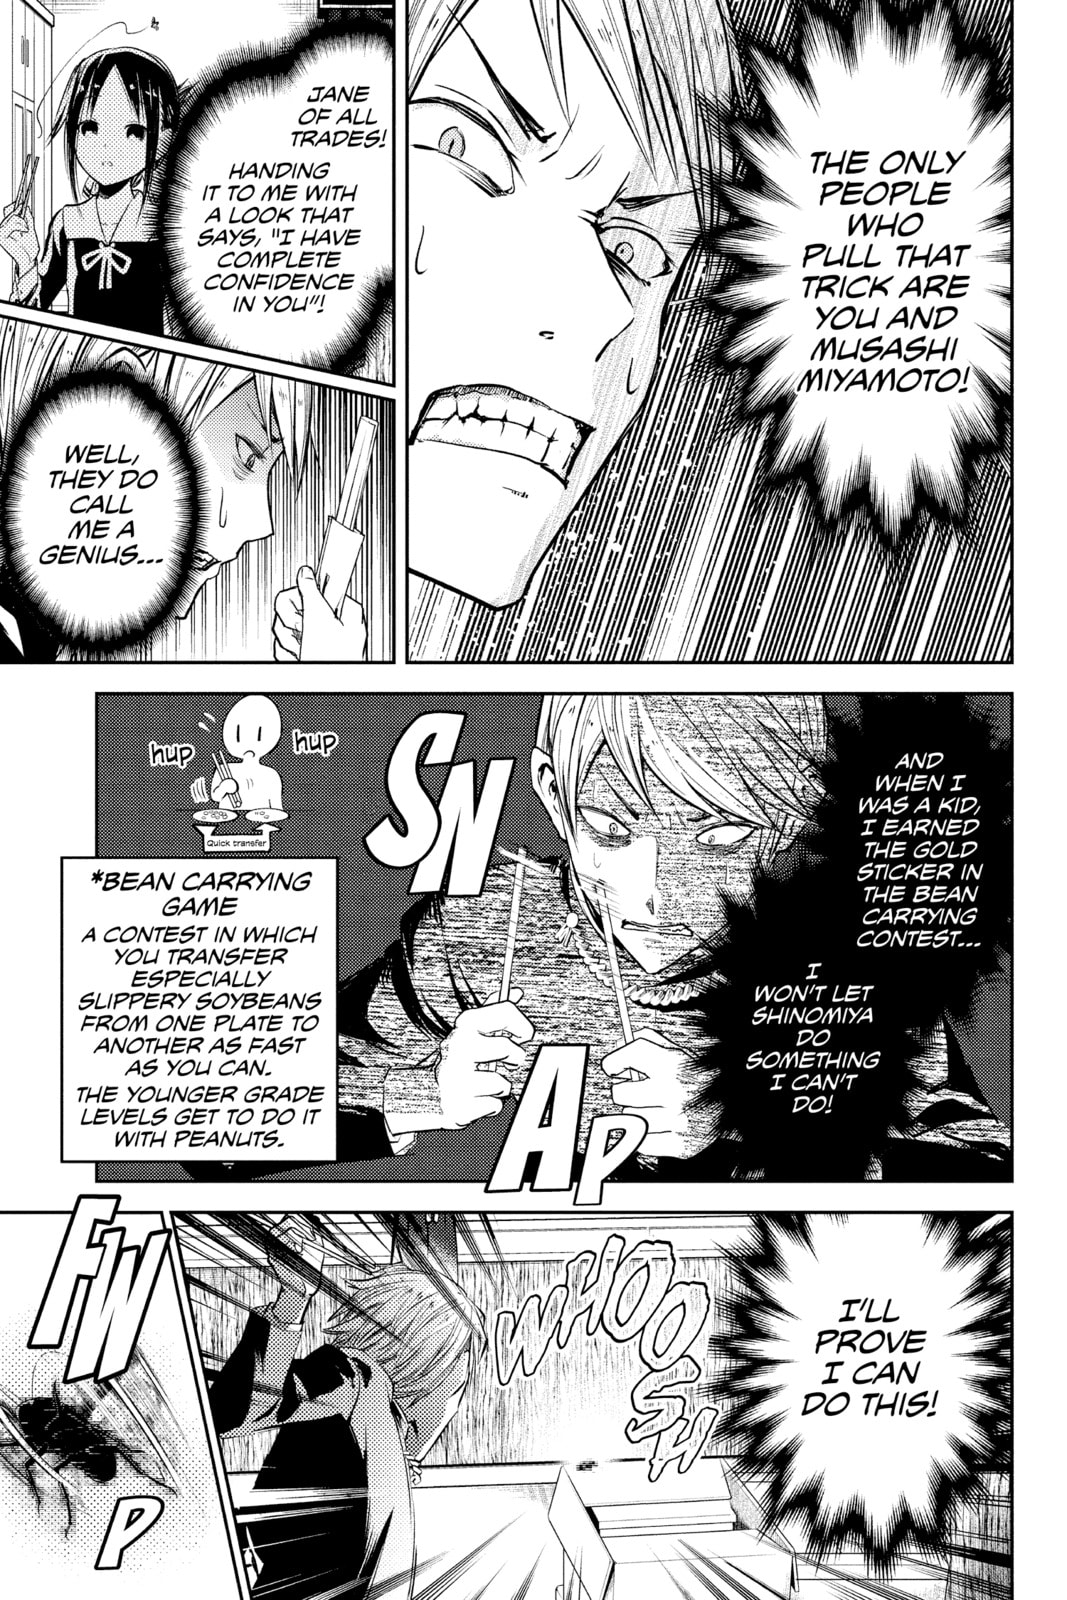 THE ONLY
PEOPLE
WHO
PULL THAT
TRICK ARE
YOU AND
MUSASHI
MIYAMOTO!
JANE
OF ALL
TRADES!
HANDING
IT TO ME WITH
A LOOK THAT
SAYS, "I HAVE
COMPLETE
CONFIDENCE
IN YOU"!
WELL,
THEY DO
CALL
ME A
GENIUS...
AND
WHEN I
WAS A KID,
I EARNED
THE GOLD
STICKER IN
THE BEAN
CARRYING
CONTEST...
I
WON'T LET
SHINOMIYA
DO
SOMETHING
I CAN'T
DO!
SN
AP
hup
hup
Quick transfer
*BEAN CARRYING
GAME
A CONTEST IN WHICH
YOU TRANSFER
ESPECIALLY
SLIPPERY SOYBEANS
FROM ONE PLATE TO
ANOTHER AS FAST
AS YOU CAN.
THE YOUNGER GRADE
LEVELS GET TO DO IT
WITH PEANUTS.
I'LL
PROVE
I CAN
DO THIS!
WHOOOSH
FW
P